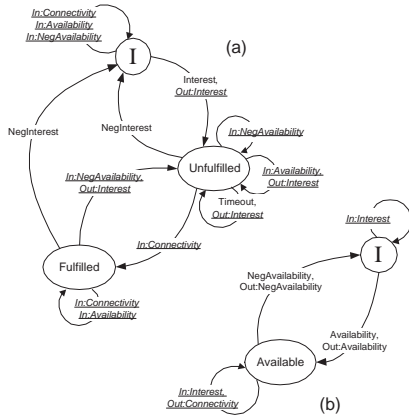 In:Connectivity
In:Availability
In:NegAvailability
(a)
I
Interest,
Out:Interest
NegInterest
NegInterest
In:NegAvailability
In:NegAvailability,
Out:Interest
Unfulfilled
In:Availability,
Out:Interest
Timeout,
Out:Interest
In:Connectivity
In:Interest
Fulfilled
I
NegAvailability,
Out:NegAvailability
In:Connectivity
In:Availability
Availability,
Out:Availability
Available
In:Interest,
Out:Connectivity
(b)